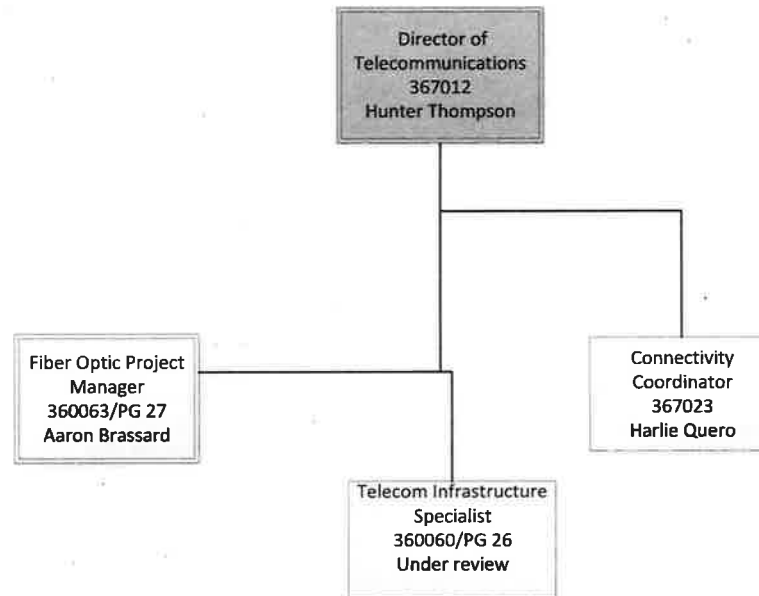 Director of
Telecommunications
367012
Hunter Thompson
Fiber Optic Project
Manager
360063/PG 27
Aaron Brassard
Connectivity
Coordinator
367023
Harlie Quero
Telecom Infrastructure
Specialist
360060/PG 26
Under review